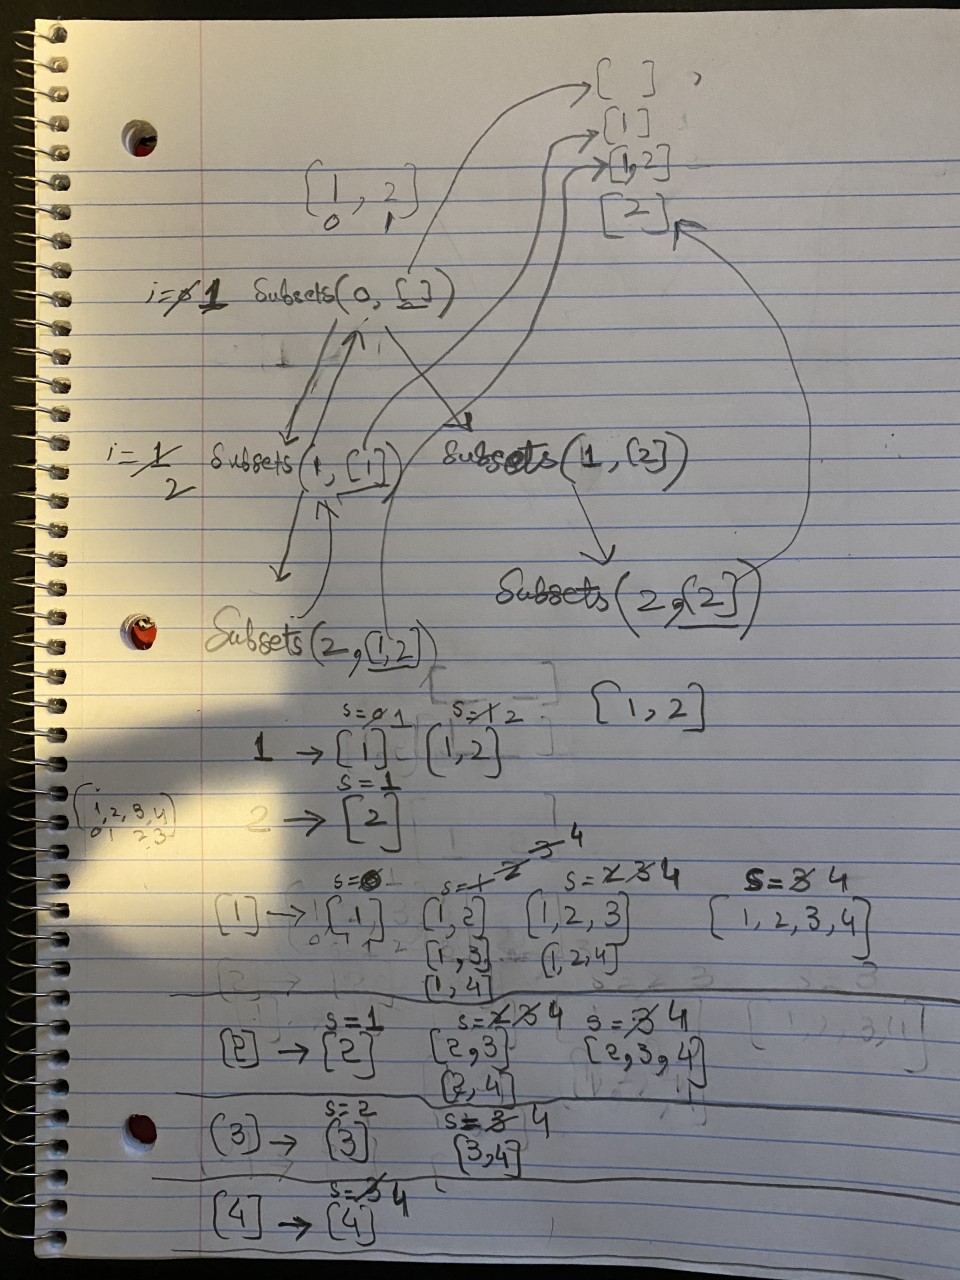 [ ] ,
[1]
[1,2]
[1, 2]
0 1
[2]
i=0 1 Subsets(0, [ ])
i=1 2 Subsets(1, [1]) Subsets(1, [2])
Subsets(2, [2])
Subsets(2, [1,2])
[1, 2]
s=0 1 s=1 2
1 → [1] [1,2]
s=1
2 → [2]
[1, 2, 3, 4]
0 1 2 3
s=0 s=1 2 3 4 s=2 3 4 s=3 4
[1] → [1] [1,2] [1,2,3] [1,2,3,4]
[1,3] [1,2,4]
[1,4]
s=1 s=2 3 4 s=3 4
[2] → [2] [2,3] [2,3,4]
[2,4]
s=2 s=3 4
[3] → [3] [3,4]
s=3 4
[4] → [4]